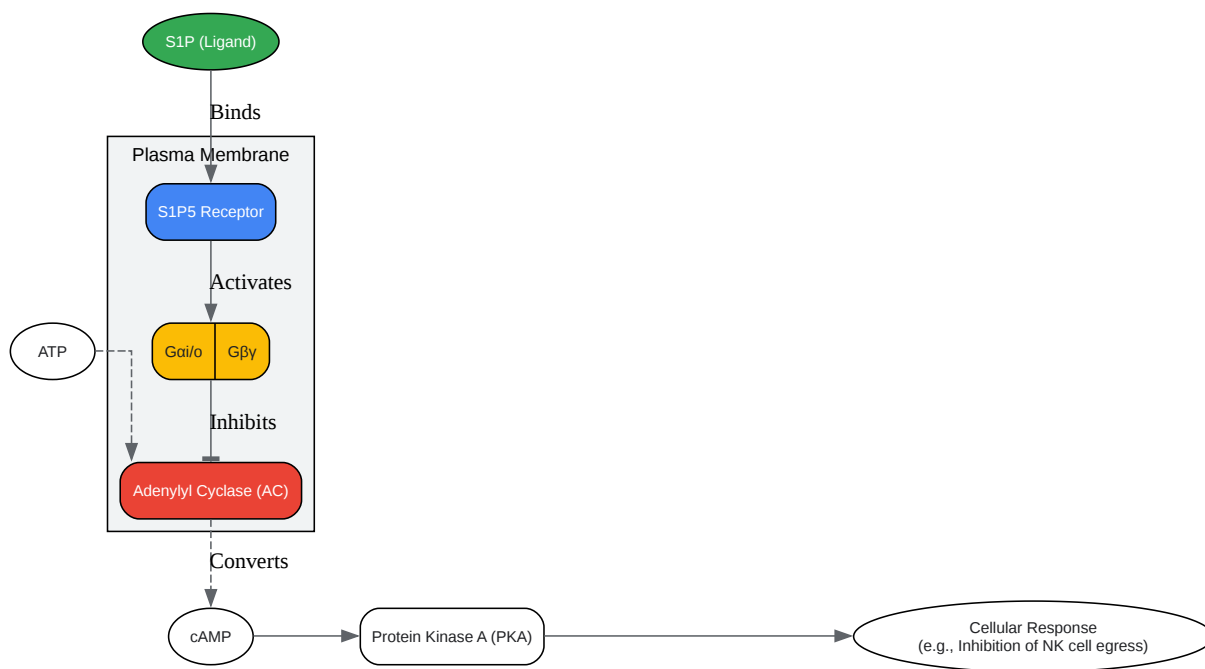 S1P (Ligand)
Binds
Plasma Membrane
S1P5 Receptor
Activates
ATP
Gαi/o
Gβγ
Inhibits
Adenylyl Cyclase (AC)
Converts
cAMP
Protein Kinase A (PKA)
Cellular Response
(e.g., Inhibition of NK cell egress)